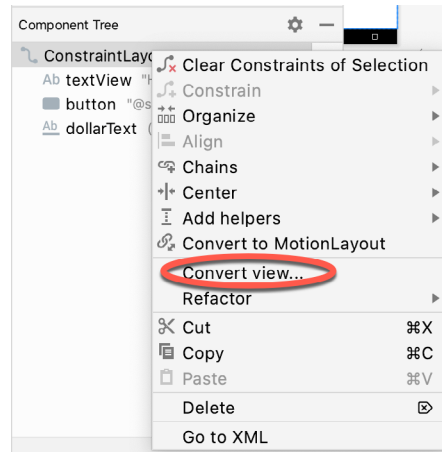 Component Tree
ConstraintLayo
Clear Constraints of Selection
Ab textView "H
Constrain
button "@s
Organize
Ab dollarText (
Align
Chains
Center
Add helpers
Convert to MotionLayout
Convert view...
Refactor
Cut ⌘X
Copy ⌘C
Paste ⌘V
Delete
Go to XML